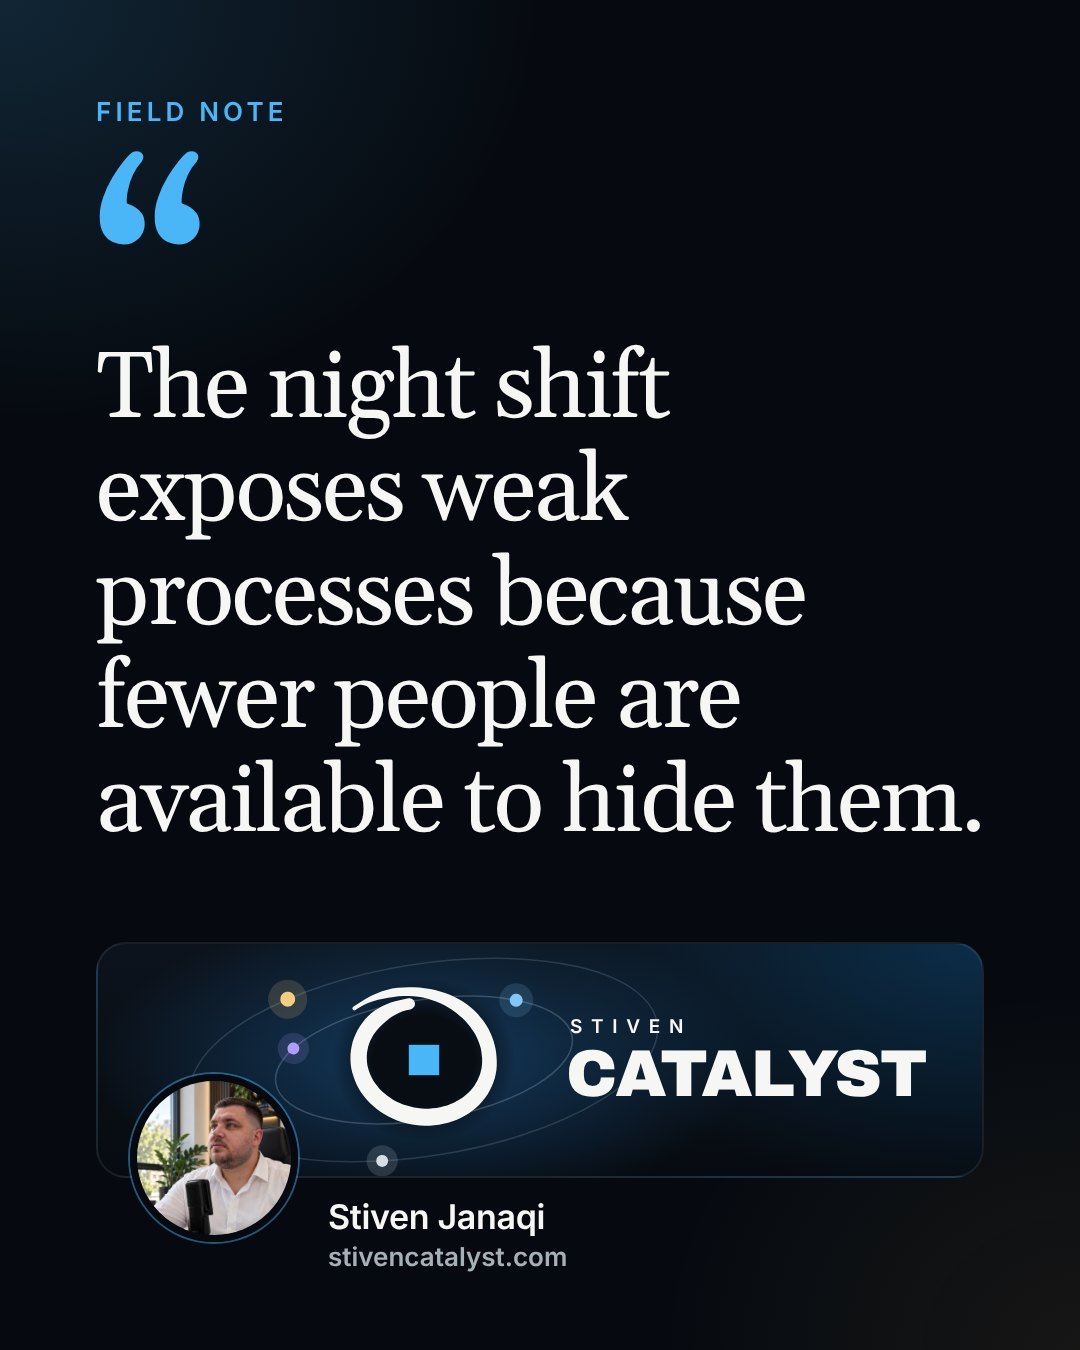 FIELD NOTE
“
The night shift
exposes weak
processes because
fewer people are
available to hide them.
STIVEN
CATALYST
Stiven Janaqi
stivencatalyst.com